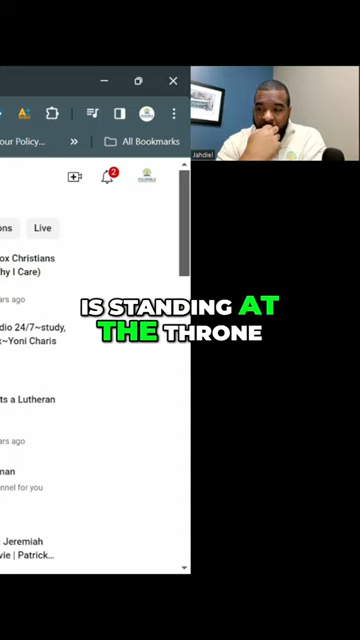 our Policy...
»
All Bookmarks
Jahdiel
2
ons
Live
ox Christians
hy I Care)
ars ago
dio 24/7~study,
x~Yoni Charis
IS STANDING AT
THE THRONE
ts a Lutheran
ars ago
man
nnel for you
Jeremiah
vie | Patrick...